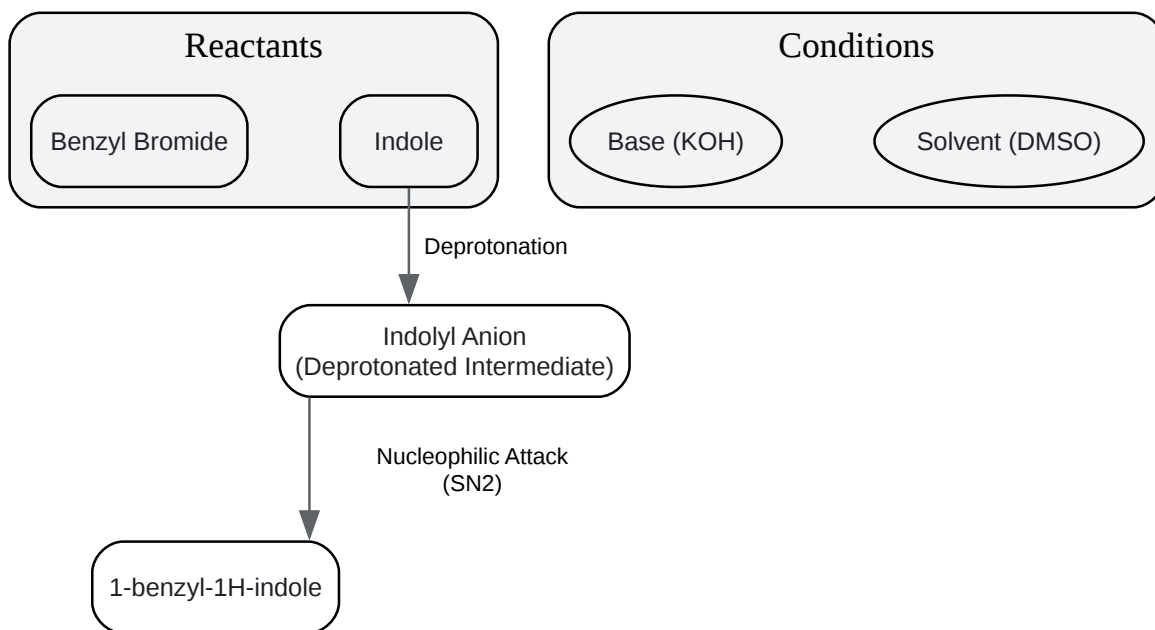 Reactants
Benzyl Bromide
Indole
Conditions
Base (KOH)
Solvent (DMSO)
Deprotonation
Indolyl Anion
(Deprotonated Intermediate)
Nucleophilic Attack
(SN2)
1-benzyl-1H-indole